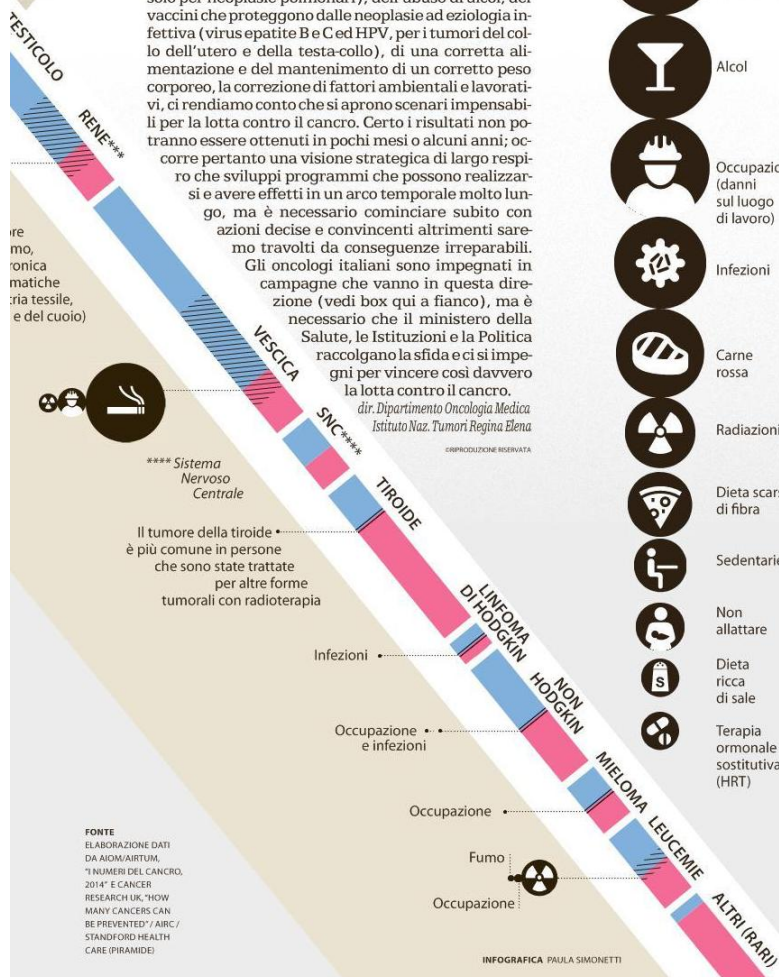 solo per neoplasie polmonari), dell'abuso di alcol, dei
vaccini che proteggono dalle neoplasie ad eziologia in-
fettiva (virus epatite B e C ed HPV, per i tumori del col-
lo dell'utero e della testa-collo), di una corretta ali-
mentazione e del mantenimento di un corretto peso
corporeo, la correzione di fattori ambientali e lavorati-
vi, ci rendiamo conto che si aprono scenari impensabi-
li per la lotta contro il cancro. Certo i risultati non po-
tranno essere ottenuti in pochi mesi o alcuni anni; oc-
corre pertanto una visione strategica di largo respi-
ro che sviluppi programmi che possono realizzar-
si e avere effetti in un arco temporale molto lun-
go, ma è necessario cominciare subito con
azioni decise e convincenti altrimenti sare-
mo travolti da conseguenze irreparabili.
Gli oncologi italiani sono impegnati in
campagne che vanno in questa dire-
zione (vedi box qui a fianco), ma è
necessario che il ministero della
Salute, le Istituzioni e la Politica
raccolgano la sfida e ci si impe-
gni per vincere così davvero
la lotta contro il cancro.
dir. Dipartimento Oncologia Medica
Istituto Naz. Tumori Regina Elena
©RIPRODUZIONE RISERVATA
TESTICOLO
RENE***
VESCICA
SNC****
TIROIDE
LINFOMA
DI HODGKIN
NON
HODGKIN
MIELOMA
LEUCEMIE
ALTRI (RARI)
ronica
matiche
tria tessile,
e del cuoio)
**** Sistema
Nervoso
Centrale
Il tumore della tiroide
è più comune in persone
che sono state trattate
per altre forme
tumorali con radioterapia
Infezioni
Occupazione
e infezioni
Occupazione
Fumo
Occupazione
Alcol
Occupazio
(danni
sul luogo
di lavoro)
Infezioni
Carne
rossa
Radiazioni
Dieta scars
di fibra
Sedentarie
Non
allattare
Dieta
ricca
di sale
S
Terapia
ormonale
sostitutiva
(HRT)
FONTE
ELABORAZIONE DATI
DA AIOM/AIRTUM,
"I NUMERI DEL CANCRO,
2014" E CANCER
RESEARCH UK, "HOW
MANY CANCERS CAN
BE PREVENTED" / AIRC /
STANDFORD HEALTH
CARE (PIRAMIDE)
INFOGRAFICA PAULA SIMONETTI